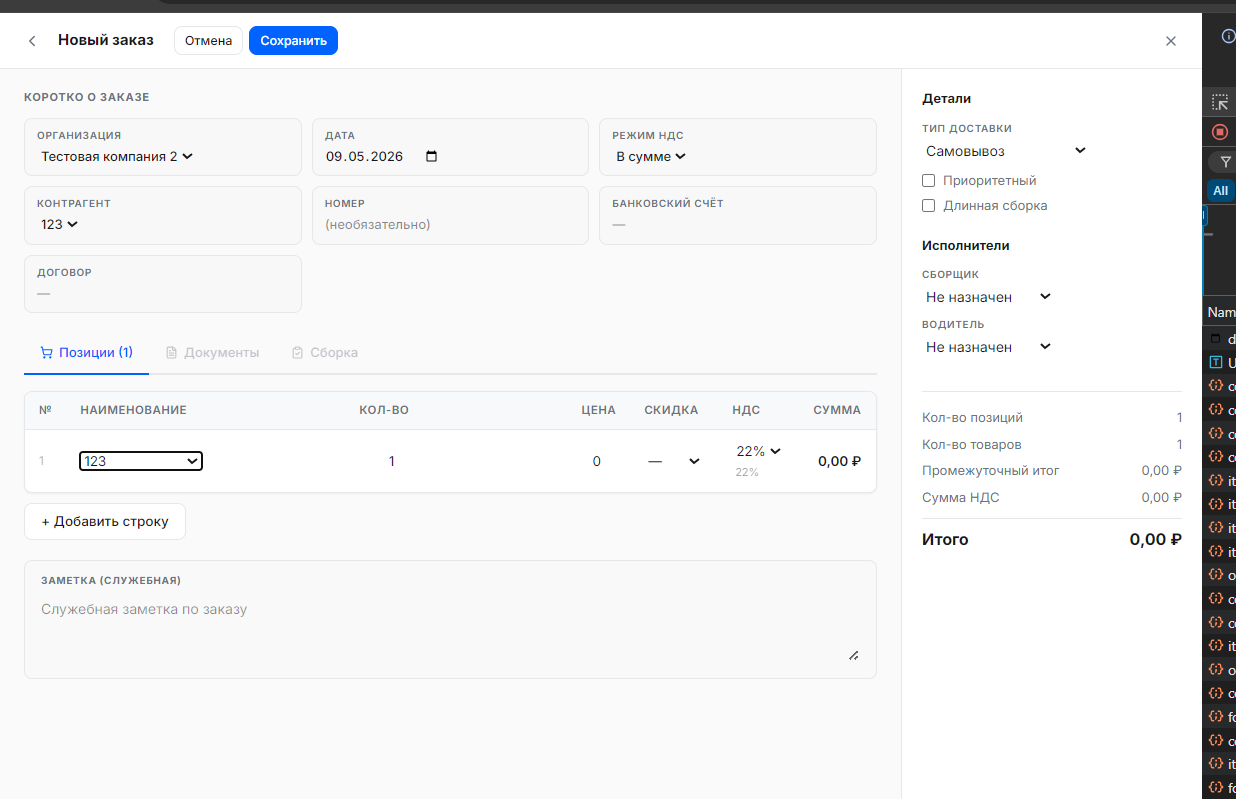 Новый заказ Отмена Сохранить
КОРОТКО О ЗАКАЗЕ
ОРГАНИЗАЦИЯ
Тестовая компания 2
ДАТА
09.05.2026
РЕЖИМ НДС
В сумме
КОНТРАГЕНТ
123
НОМЕР
(необязательно)
БАНКОВСКИЙ СЧЁТ
—
ДОГОВОР
—
Позиции (1) Документы Сборка
№ НАИМЕНОВАНИЕ КОЛ-ВО ЦЕНА СКИДКА НДС СУММА
1 123 1 0 — 22% 0,00 ₽
22%
+ Добавить строку
ЗАМЕТКА (СЛУЖЕБНАЯ)
Служебная заметка по заказу
Детали
ТИП ДОСТАВКИ
Самовывоз
Приоритетный
Длинная сборка
Исполнители
СБОРЩИК
Не назначен
ВОДИТЕЛЬ
Не назначен
Кол-во позиций 1
Кол-во товаров 1
Промежуточный итог 0,00 ₽
Сумма НДС 0,00 ₽
Итого 0,00 ₽
All